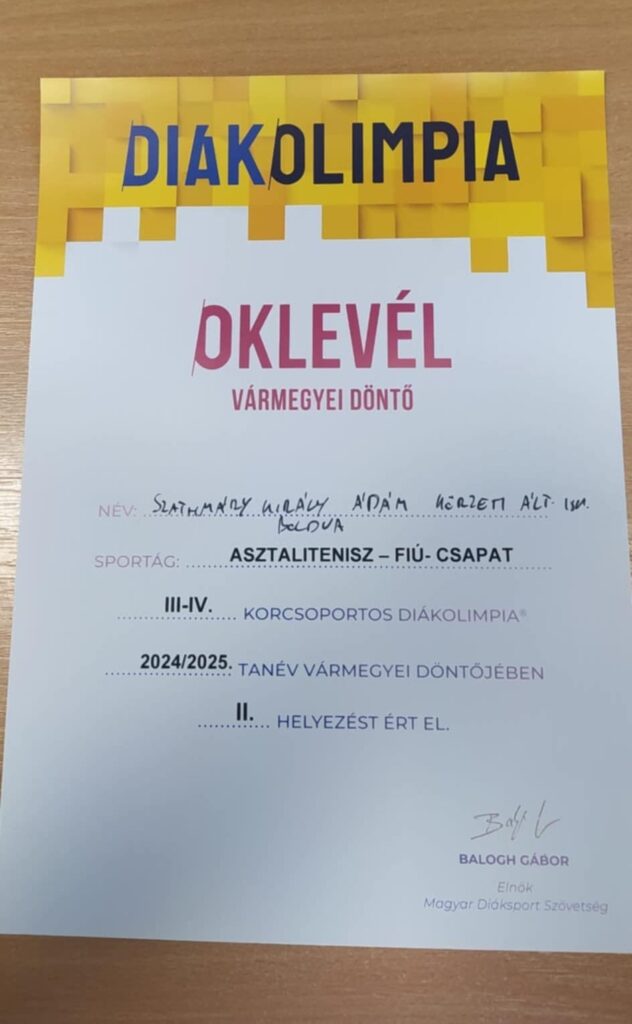 DIÁKOLIMPIA
OKLEVÉL
VÁRMEGYEI DÖNTŐ
NÉV: SZATHMÁRY KIRÁLY ÁDÁM KÖRZETI ÁLT. ISK.
BOLDVA
SPORTÁG: ASZTALITENISZ – FIÚ- CSAPAT
III-IV. KORCSOPORTOS DIÁKOLIMPIA®
2024/2025. TANÉV VÁRMEGYEI DÖNTŐJÉBEN
II. HELYEZÉST ÉRT EL.
BALOGH GÁBOR
Elnök
Magyar Diáksport Szövetség